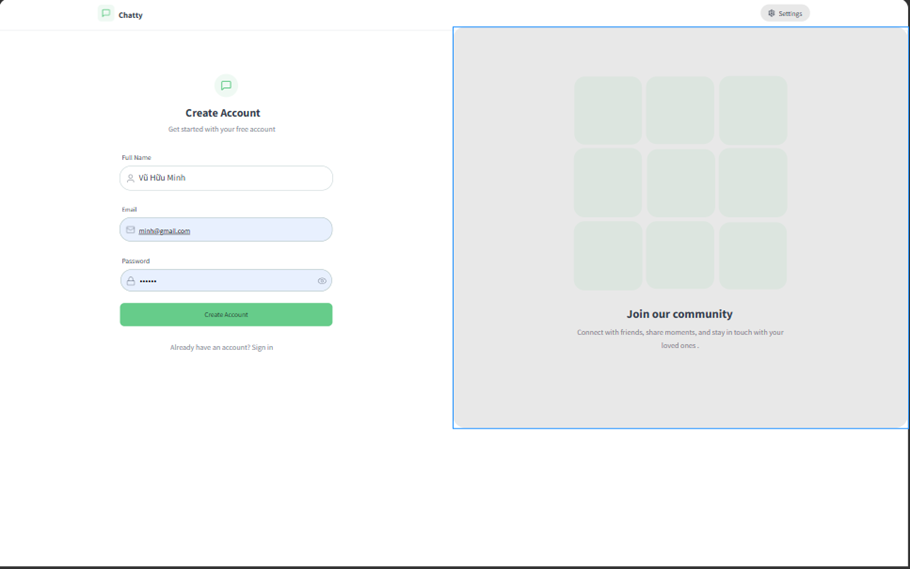 Chatty
Settings
Create Account
Get started with your free account
Full Name
Vũ Hữu Minh
Email
minh@gmail.com
Password
••••••
Create Account
Already have an account? Sign in
Join our community
Connect with friends, share moments, and stay in touch with your
loved ones .